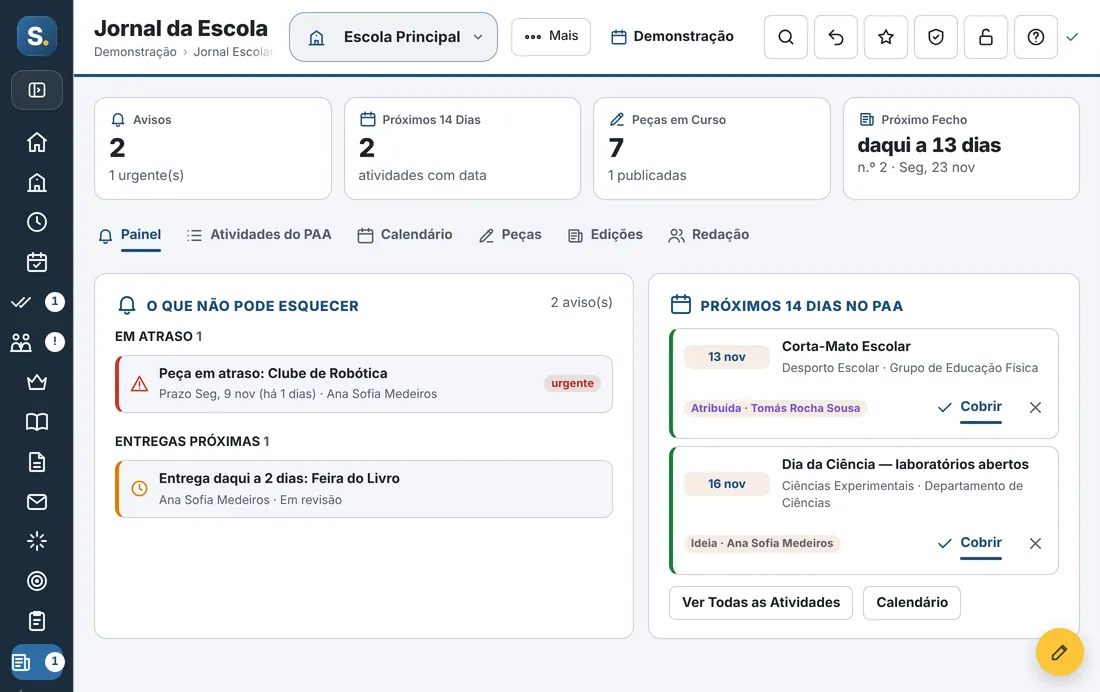 S.
Jornal da Escola
Demonstração › Jornal Escolar
Escola Principal
Mais
Demonstração
Avisos
2
1 urgente(s)
Próximos 14 Dias
2
atividades com data
Peças em Curso
7
1 publicadas
Próximo Fecho
daqui a 13 dias
n.º 2 · Seg, 23 nov
Painel
Atividades do PAA
Calendário
Peças
Edições
Redação
O QUE NÃO PODE ESQUECER
2 aviso(s)
EM ATRASO 1
Peça em atraso: Clube de Robótica
Prazo Seg, 9 nov (há 1 dias) · Ana Sofia Medeiros
urgente
ENTREGAS PRÓXIMAS 1
Entrega daqui a 2 dias: Feira do Livro
Ana Sofia Medeiros · Em revisão
PRÓXIMOS 14 DIAS NO PAA
13 nov
Corta-Mato Escolar
Desporto Escolar · Grupo de Educação Física
Atribuída · Tomás Rocha Sousa
Cobrir
16 nov
Dia da Ciência — laboratórios abertos
Ciências Experimentais · Departamento de
Ciências
Ideia · Ana Sofia Medeiros
Cobrir
Ver Todas as Atividades
Calendário
1
!
1